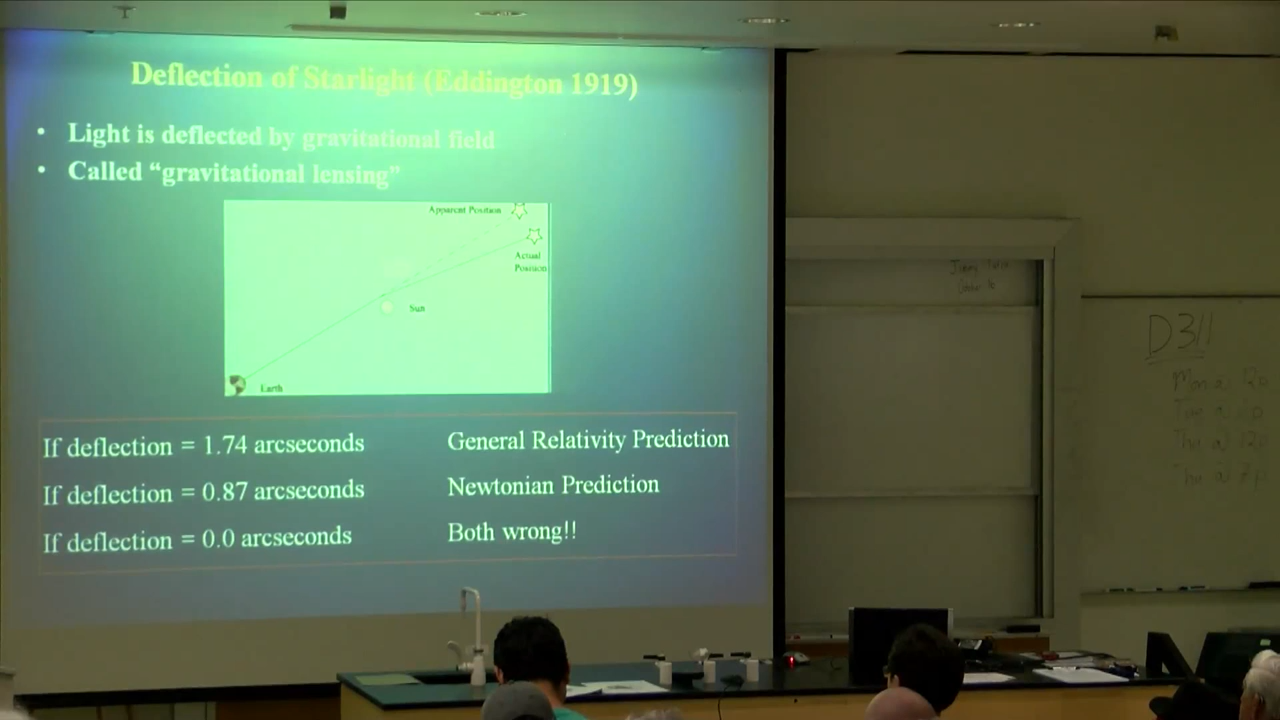 Deflection of Starlight (Eddington 1919)
• Light is deflected by gravitational field
• Called “gravitational lensing”
Apparent Position
Actual
Position
Sun
Earth
If deflection = 1.74 arcseconds General Relativity Prediction
If deflection = 0.87 arcseconds Newtonian Prediction
If deflection = 0.0 arcseconds Both wrong!!
D311